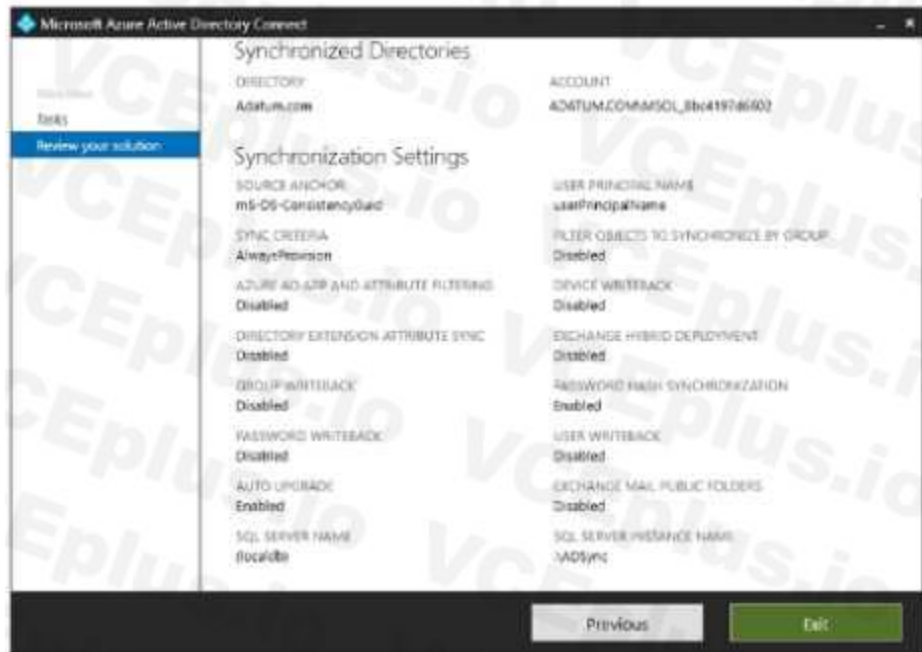 Microsoft Azure Active Directory Connect
Synchronized Directories
DIRECTORY
ACCOUNT
Adatum.com
Tasks
Review your solution
Synchronization Settings
SOURCE ANCHOR
USER PRINCIPAL NAME
mS-DS-ConsistencyGuid
userPrincipalName
SYNC CRITERIA
FILTER OBJECTS TO SYNCHRONIZE BY GROUP
AlwaysProvision
Disabled
AZURE AD APP AND ATTRIBUTE FILTERING
DEVICE WRITEBACK
Disabled
Disabled
DIRECTORY EXTENSION ATTRIBUTE SYNC
EXCHANGE HYBRID DEPLOYMENT
Disabled
Disabled
GROUP WRITEBACK
PASSWORD HASH SYNCHRONIZATION
Disabled
Enabled
PASSWORD WRITEBACK
USER WRITEBACK
Disabled
Disabled
AUTO UPGRADE
EXCHANGE MAIL PUBLIC FOLDERS
Enabled
Disabled
SQL SERVER NAME
SQL SERVER INSTANCE NAME
.\ADSync
Previous
Exit
VCEplus.io